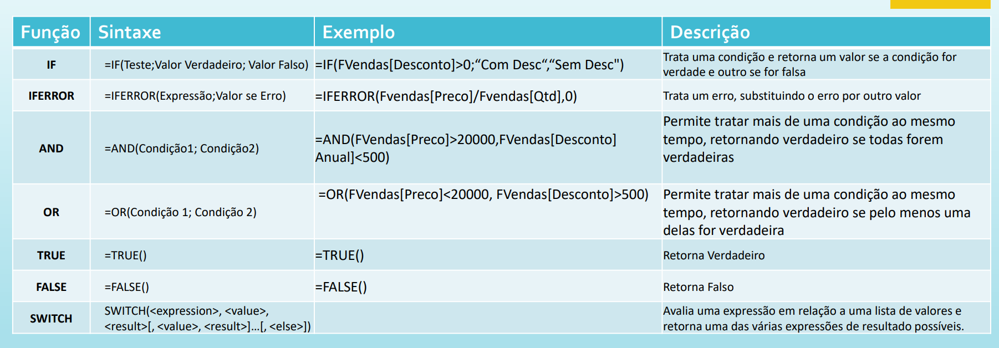 Função Sintaxe Exemplo Descrição
IF
=IF(Teste;Valor Verdadeiro; Valor Falso)
=IF(FVendas[Desconto]>0;“Com Desc“,“Sem Desc")
Trata uma condição e retorna um valor se a condição for
verdade e outro se for falsa
IFERROR
=IFERROR(Expressão;Valor se Erro)
=IFERROR(Fvendas[Preco]/Fvendas[Qtd],0)
Trata um erro, substituindo o erro por outro valor
AND
=AND(Condição1; Condição2)
=AND(FVendas[Preco]>20000,FVendas[Desconto]
Anual]<500)
Permite tratar mais de uma condição ao mesmo
tempo, retornando verdadeiro se todas forem
verdadeiras
OR
=OR(Condição 1; Condição 2)
=OR(FVendas[Preco]<20000, FVendas[Desconto]>500)
Permite tratar mais de uma condição ao mesmo
tempo, retornando verdadeiro se pelo menos uma
delas for verdadeira
TRUE
=TRUE()
=TRUE()
Retorna Verdadeiro
FALSE
=FALSE()
=FALSE()
Retorna Falso
SWITCH
SWITCH(<expression>, <value>,
<result>[, <value>, <result>]…[, <else>])
Avalia uma expressão em relação a uma lista de valores e
retorna uma das várias expressões de resultado possíveis.